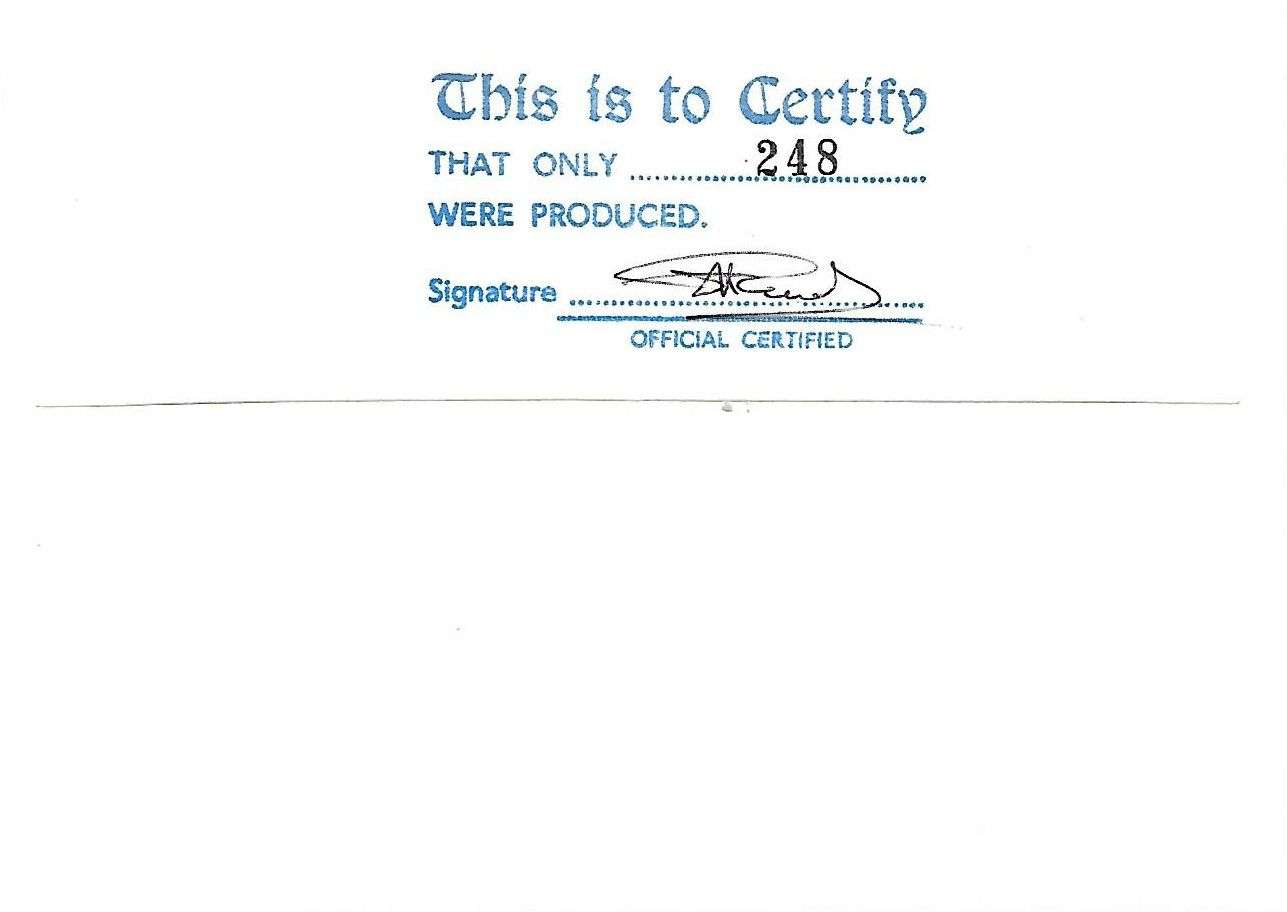 This is to Certify
THAT ONLY 248
WERE PRODUCED.
Signature
OFFICIAL CERTIFIED